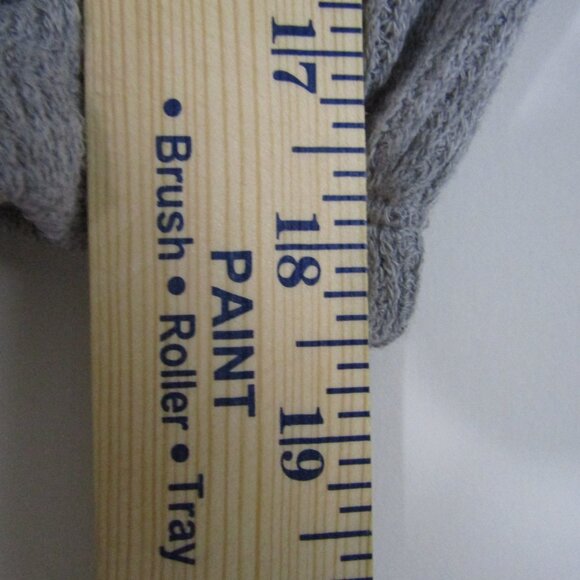 17
18
19
PAINT
• Brush • Roller • Tray